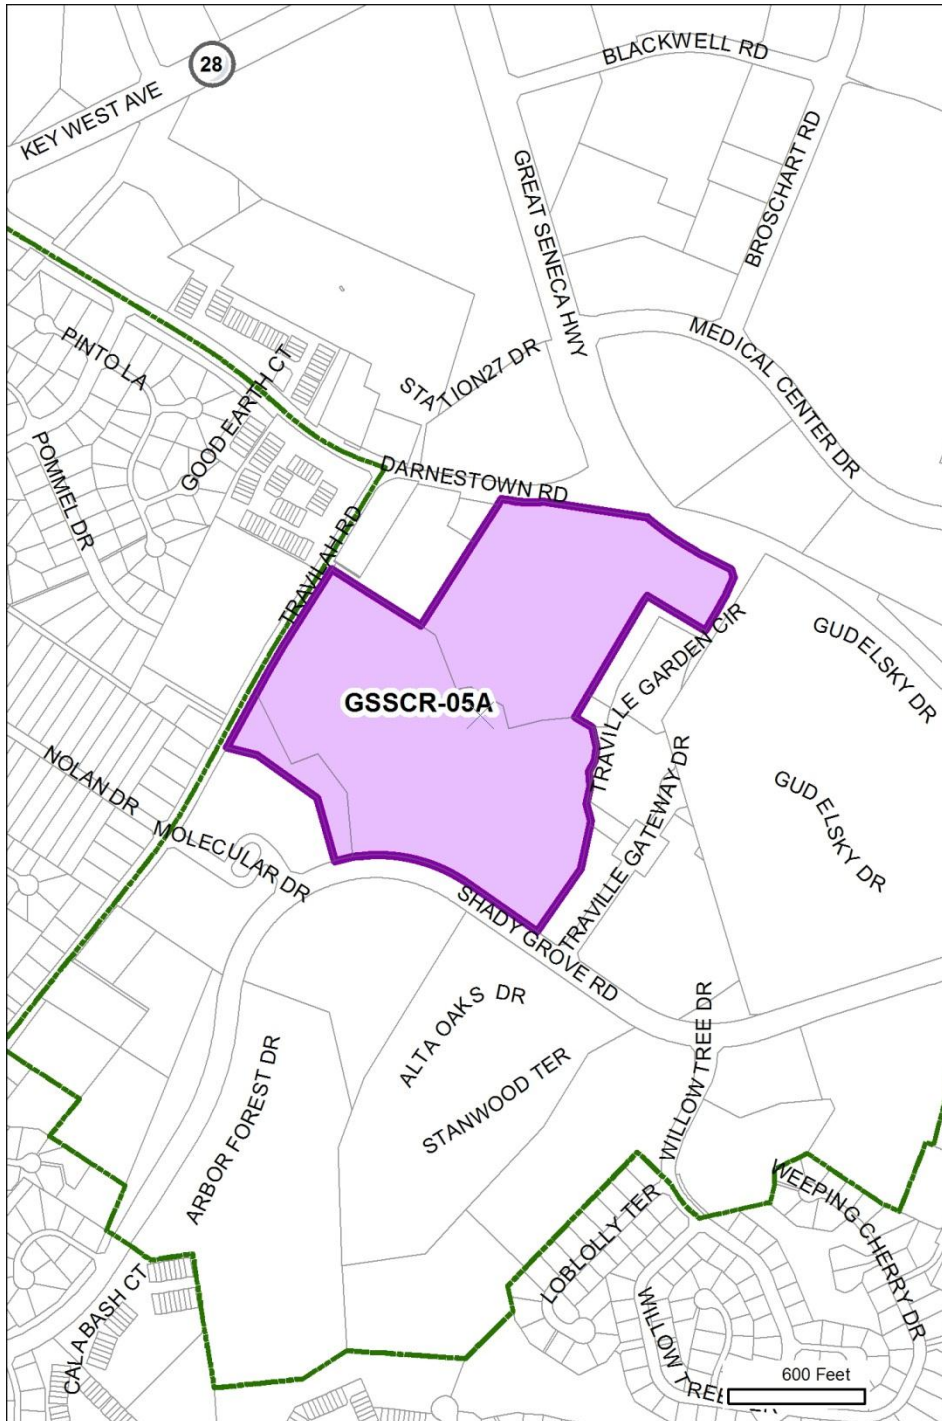 BLACKWELL RD
28
KEY WEST AVE
BROSCHART RD
GREAT SENECA HWY
MEDICAL CENTER DR
PINTO LA
GOOD EARTH CT
STATION27 DR
POMMEL DR
DARNESTOWN RD
TRAVILAH RD
TRAVILLE GARDEN CIR
GUDELSKY DR
GSSCR-05A
NOLAN DR
TRAVILLE GATEWAY DR
GUDELSKY DR
MOLECULAR DR
SHADY GROVE RD
ALTA OAKS DR
WILLOW TREE DR
ARBOR FOREST DR
STANWOOD TER
WEEPING CHERRY DR
LOBLOLLY TER
CALABASH CT
WILLOW TREE DR
600 Feet